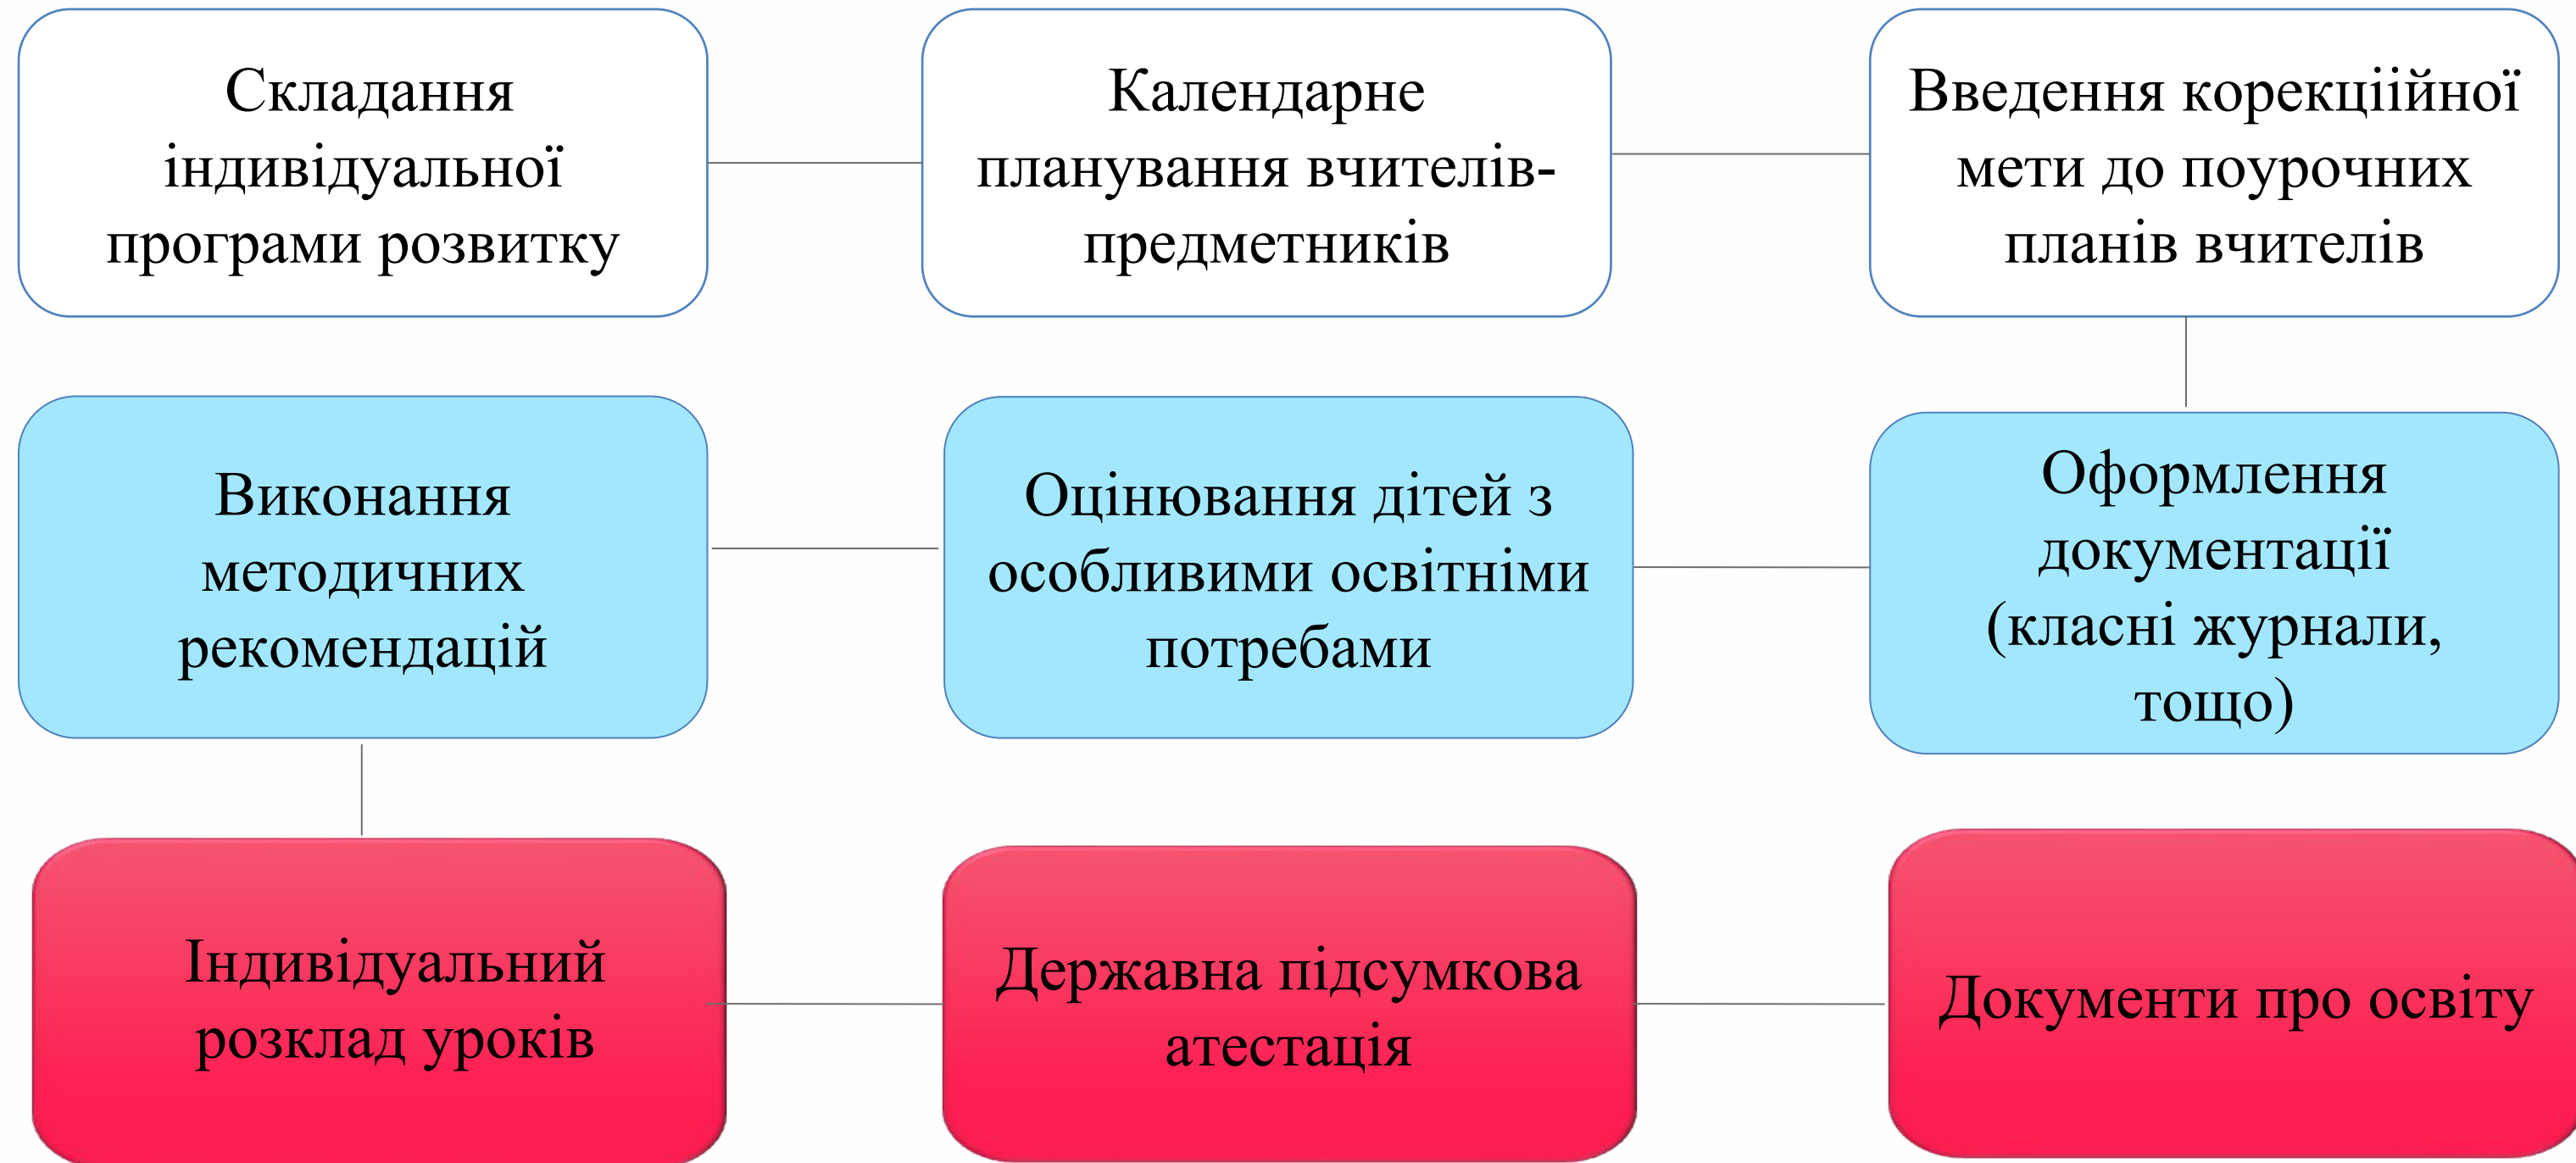 Складання
індивідуальної
програми розвитку
Календарне
планування вчителів-
предметників
Введення корекціійної
мети до поурочних
планів вчителів
Виконання
методичних
рекомендацій
Оцінювання дітей з
особливими освітніми
потребами
Оформлення
документації
(класні журнали,
тощо)
Індивідуальний
розклад уроків
Державна підсумкова
атестація
Документи про освіту